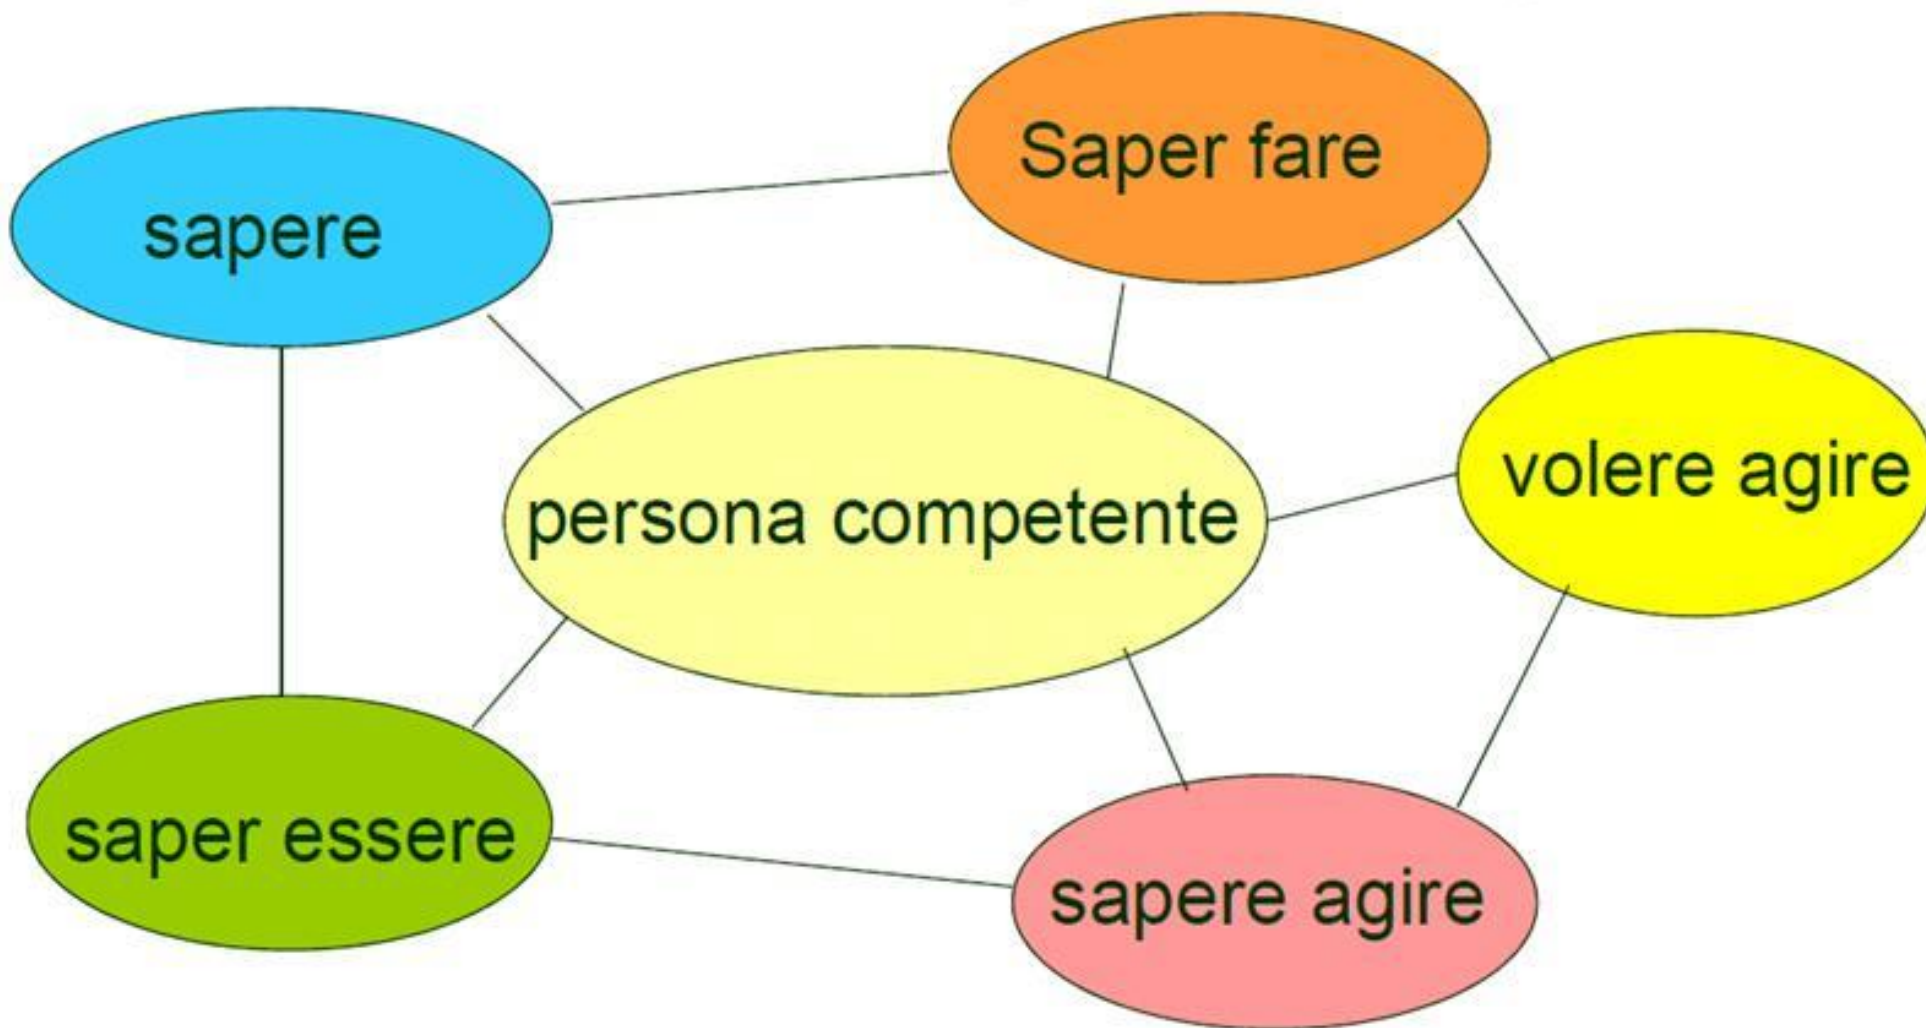 Saper fare
sapere
volere agire
persona competente
saper essere
sapere agire